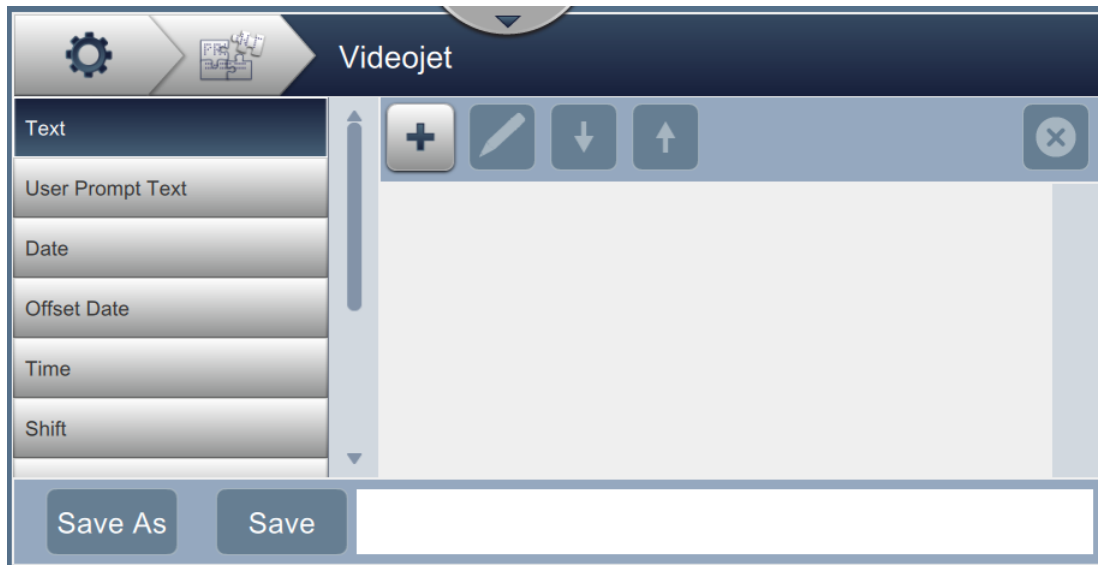 Videojet
Text
User Prompt Text
Date
Offset Date
Time
Shift
Save As
Save